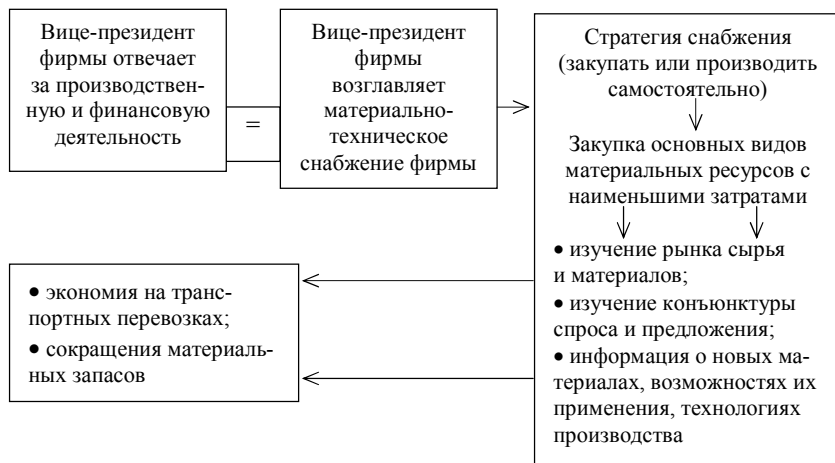 Вице-президент
фирмы отвечает
за производствен-
ную и финансовую
деятельность
=
Вице-президент
фирмы
возглавляет
материально-
техническое
снабжение фирмы
Стратегия снабжения
(закупать или производить
самостоятельно)
Закупка основных видов
материальных ресурсов с
наименьшими затратами
• изучение рынка сырья
и материалов;
• изучение конъюнктуры
спроса и предложения;
• информация о новых ма-
териалах, возможностях их
применения, технологиях
производства
• экономия на транс-
портных перевозках;
• сокращения материаль-
ных запасов